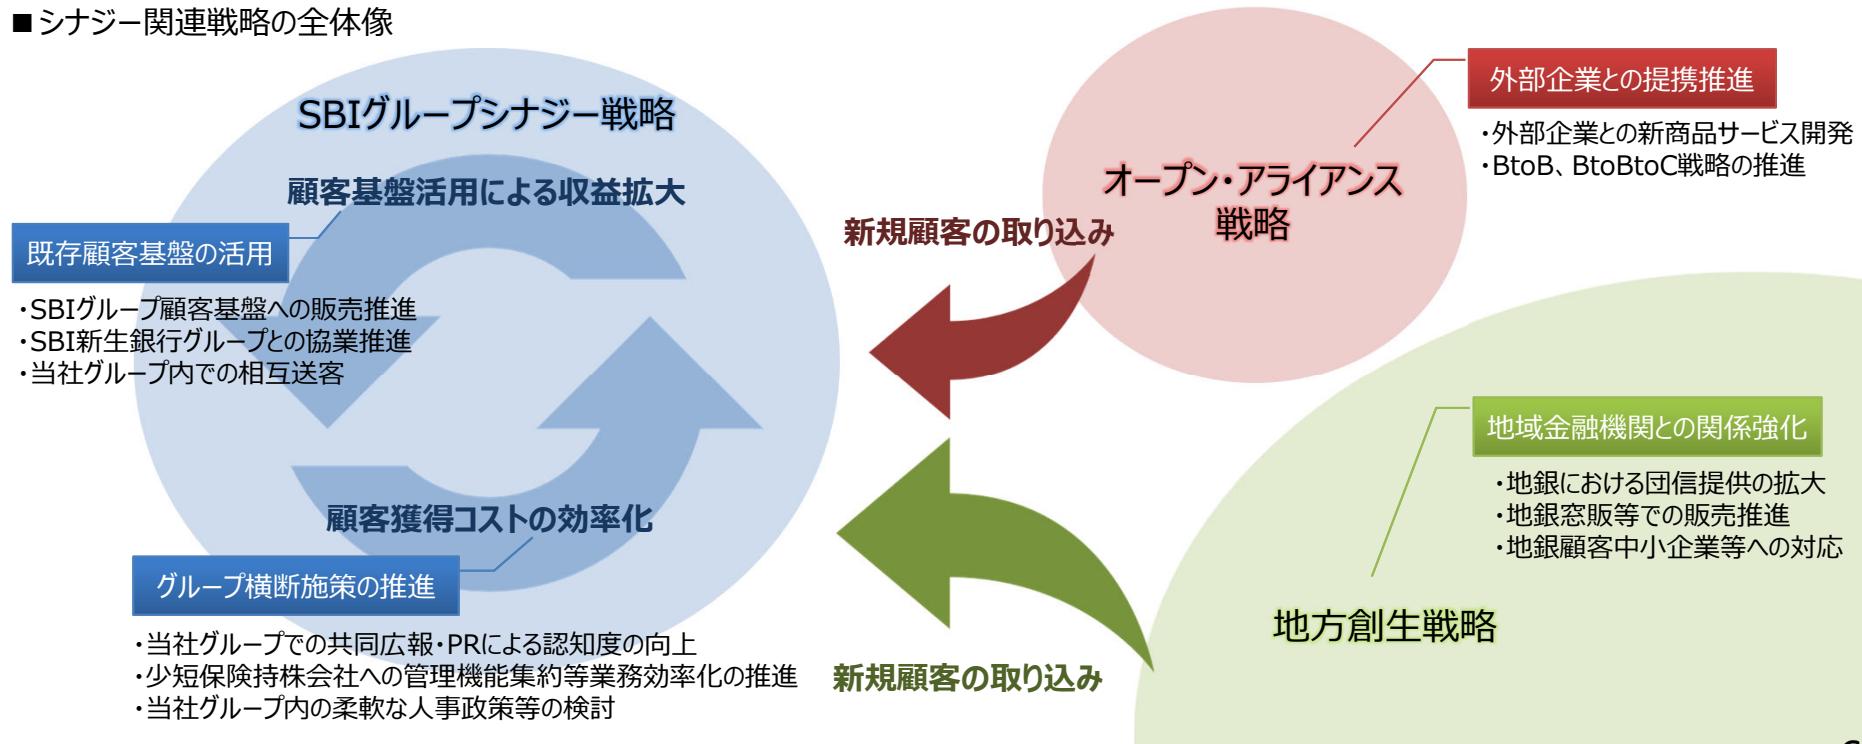 ■シナジー関連戦略の全体像
SBIグループシナジー戦略
顧客基盤活用による収益拡大
既存顧客基盤の活用
・SBIグループ顧客基盤への販売推進
・SBI新生銀行グループとの協業推進
・当社グループ内での相互送客
顧客獲得コストの効率化
グループ横断施策の推進
・当社グループでの共同広報・PRによる認知度の向上
・少短保険持株会社への管理機能集約等業務効率化の推進
・当社グループ内の柔軟な人事政策等の検討
新規顧客の取り込み
オープン・アライアンス
戦略
外部企業との提携推進
・外部企業との新商品サービス開発
・BtoB、BtoBtoC戦略の推進
新規顧客の取り込み
地方創生戦略
地域金融機関との関係強化
・地銀における団信提供の拡大
・地銀窓販等での販売推進
・地銀顧客中小企業等への対応